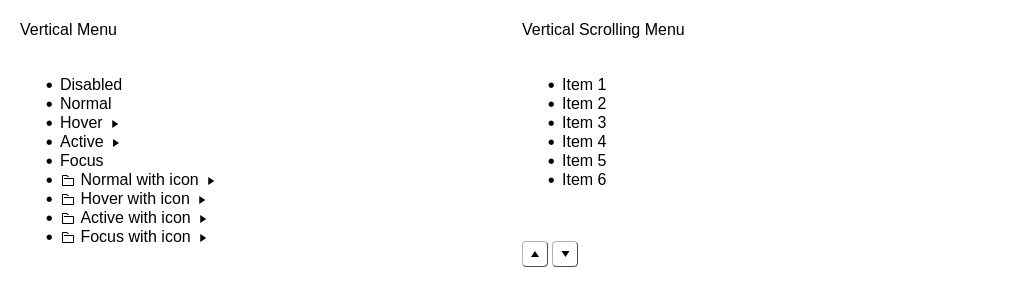 Vertical Menu
Disabled
Normal
Hover
Active
Focus
Normal with icon
Hover with icon
Active with icon
Focus with icon
Vertical Scrolling Menu
Item 1
Item 2
Item 3
Item 4
Item 5
Item 6